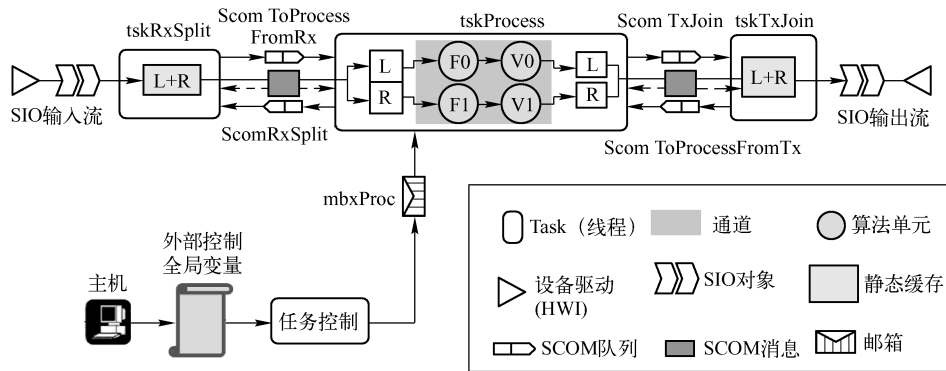 Scom ToProcess
FromRx
tskProcess
Scom TxJoin
tskTxJoin
tskRxSplit
L+R
L
R
F0
V0
F1
V1
L
R
L+R
SIO输入流
ScomRxSplit
SIO输出流
Scom ToProcessFromTx
mbxProc
外部控制
全局变量
主机
任务控制
Task（线程）
通道
算法单元
设备驱动
(HWI)
SIO对象
静态缓存
SCOM队列
SCOM消息
邮箱